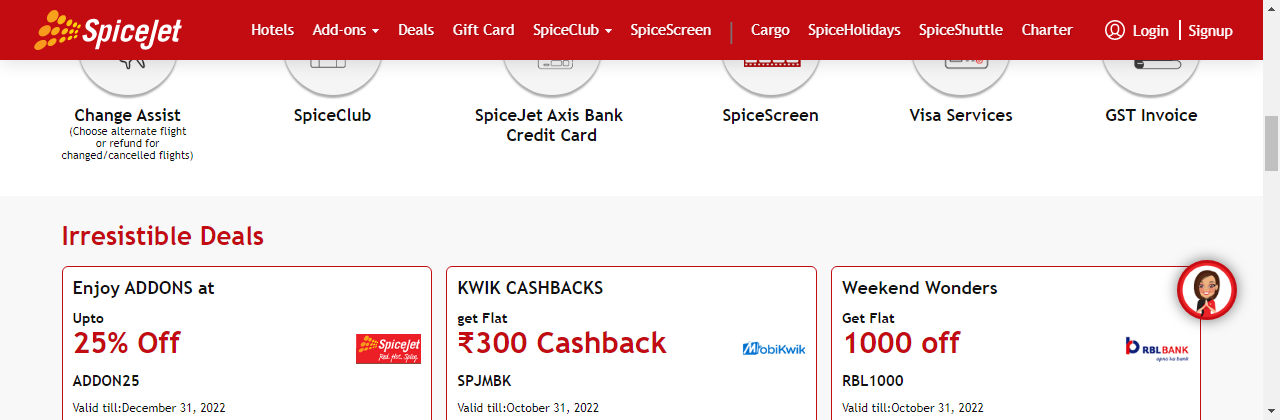 SpiceJet
Hotels Add-ons Deals Gift Card SpiceClub SpiceScreen | Cargo SpiceHolidays SpiceShuttle Charter Login Signup
Change Assist
(Choose alternate flight
or refund for
changed/cancelled flights)
SpiceClub
SpiceJet Axis Bank
Credit Card
SpiceScreen
Visa Services
GST Invoice
Irresistible Deals
Enjoy ADDONS at
Upto
25% Off
SpiceJet
Red. Hot. Spicy.
ADDON25
Valid till:December 31, 2022
KWIK CASHBACKS
get Flat
₹300 Cashback
MobiKwik
SPJMBK
Valid till:October 31, 2022
Weekend Wonders
Get Flat
1000 off
RBLBANK
apno ka bank
RBL1000
Valid till:October 31, 2022